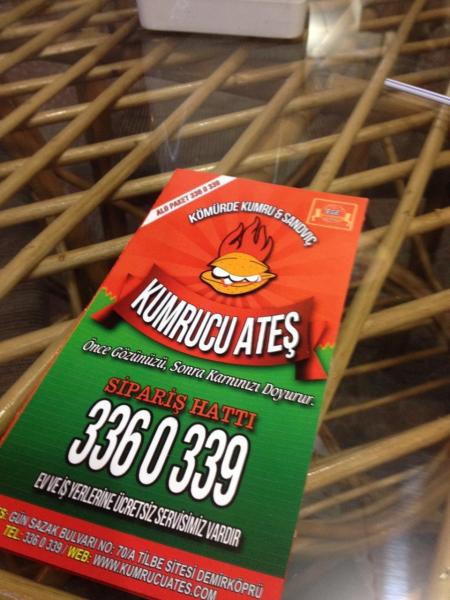 ALO PAKET 336 0 339
KÖMÜRDE KUMRU & SANDVİÇ
KUMRUCU ATEŞ
Önce Gözünüzü, Sonra Karnınızı Doyurur.
SİPARİŞ HATTI
336 0 339
EV VE İŞ YERLERİNE ÜCRETSİZ SERVİSİMİZ VARDIR
ES: GÜN SAZAK BULVARI NO: 70/A TİLBE SİTESİ DEMİRKÖPRÜ
TEL: 336 0 339 / WEB: WWW.KUMRUCUATES.COM